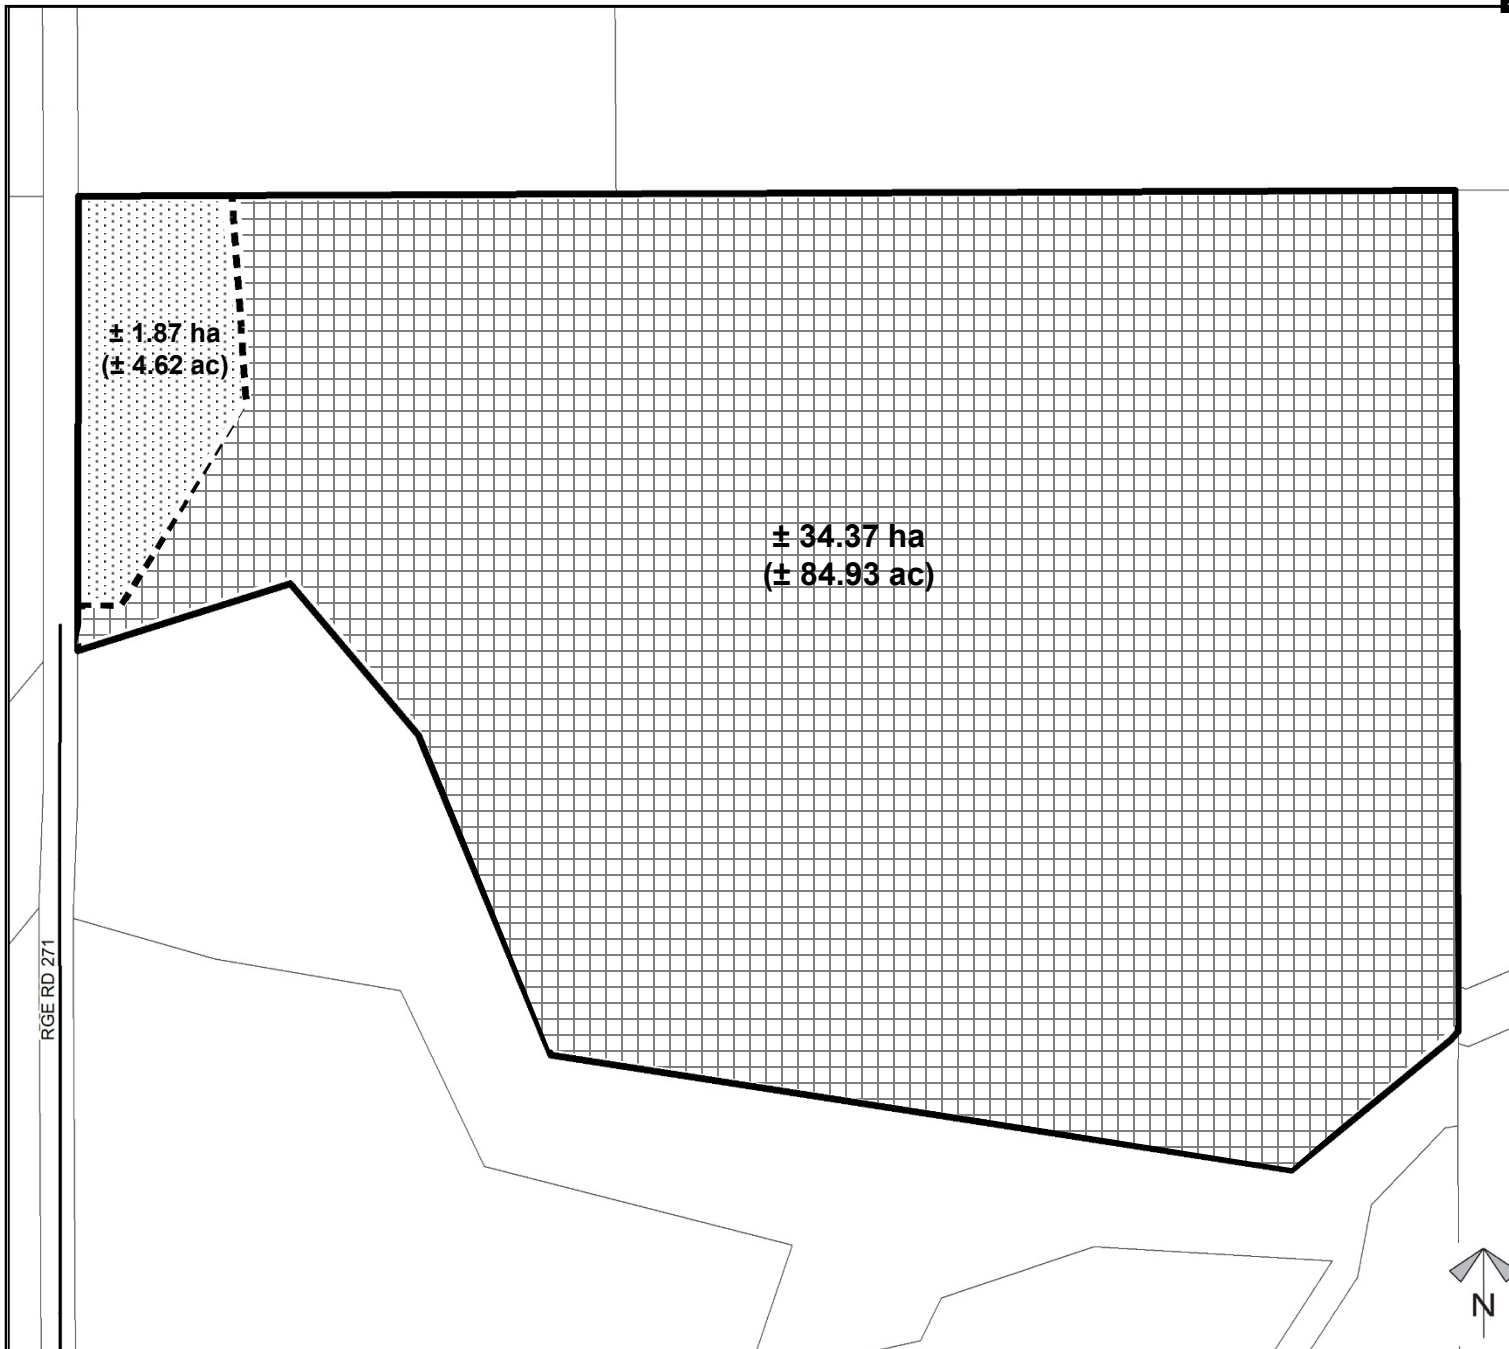 ± 1.87 ha
(± 4.62 ac)
± 34.37 ha
(± 84.93 ac)
RGE RD 271
N